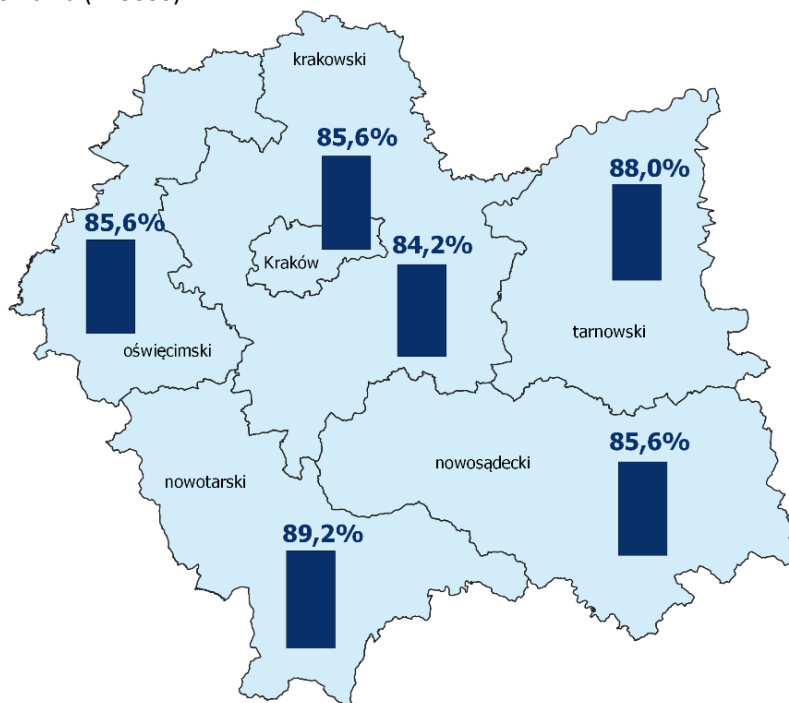 krakowski
85,6%
88,0%
85,6%
84,2%
Kraków
tarnowski
oświęcimski
85,6%
nowosądecki
nowotarski
89,2%